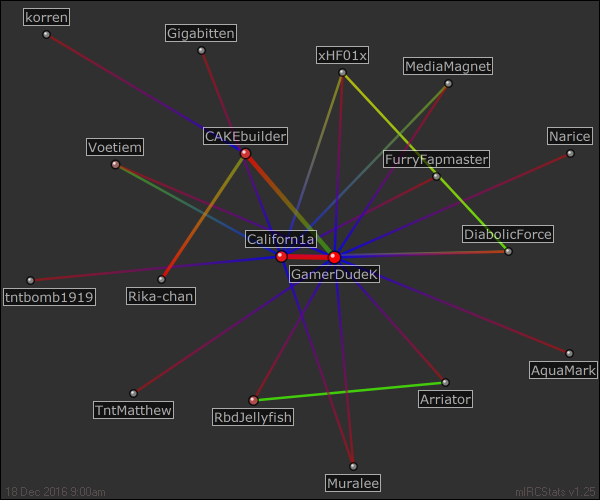 korren
Gigabitten
xHF01x
MediaMagnet
CAKEbuilder
Narice
Voetiem
FurryFapmaster
Californ1a
DiabolicForce
GamerDudeK
tntbomb1919
Rika-chan
AquaMark
TntMatthew
RbdJellyfish
Arriator
Muralee
18 Dec 2016 9:00am
mIRCStats v1.25